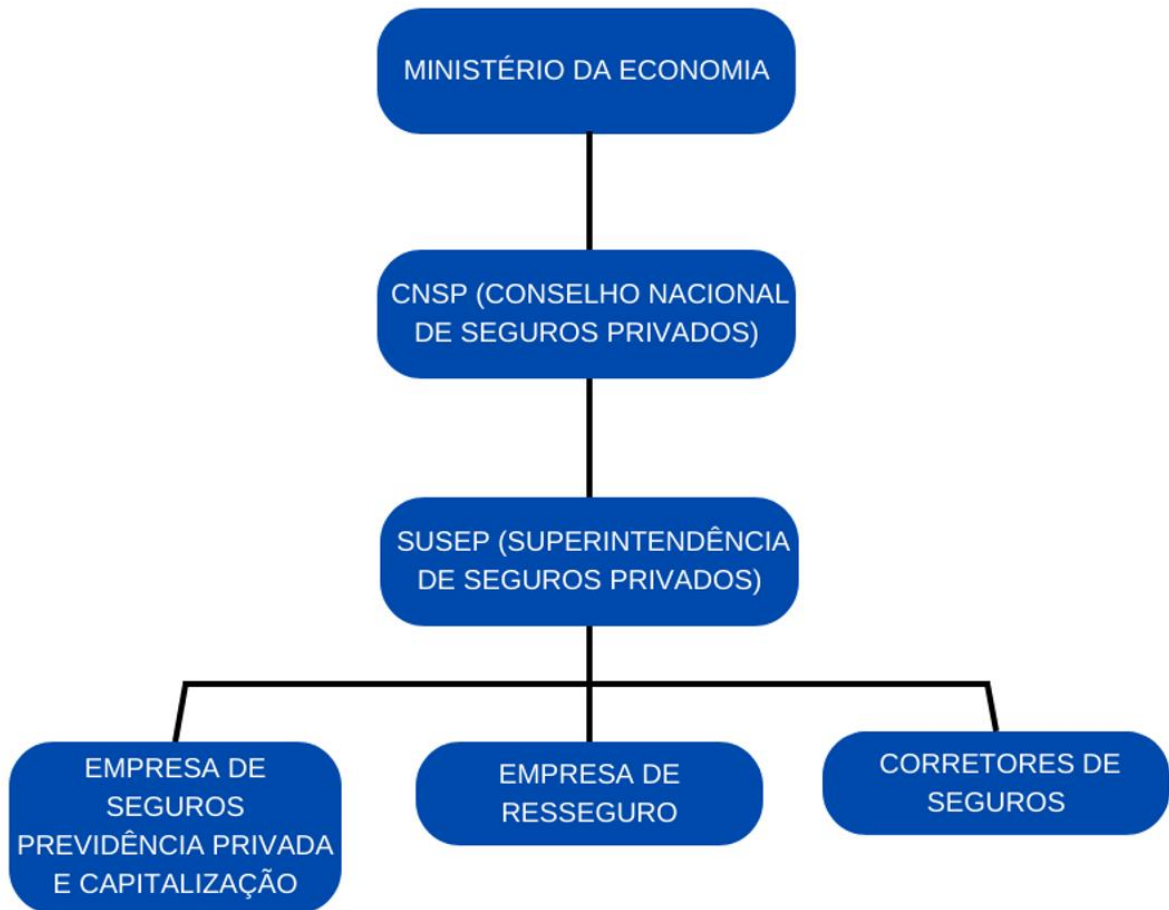 MINISTÉRIO DA ECONOMIA
CNSP (CONSELHO NACIONAL
DE SEGUROS PRIVADOS)
SUSEP (SUPERINTENDÊNCIA
DE SEGUROS PRIVADOS)
EMPRESA DE
SEGUROS
PREVIDÊNCIA PRIVADA
E CAPITALIZAÇÃO
EMPRESA DE
RESSEGURO
CORRETORES DE
SEGUROS